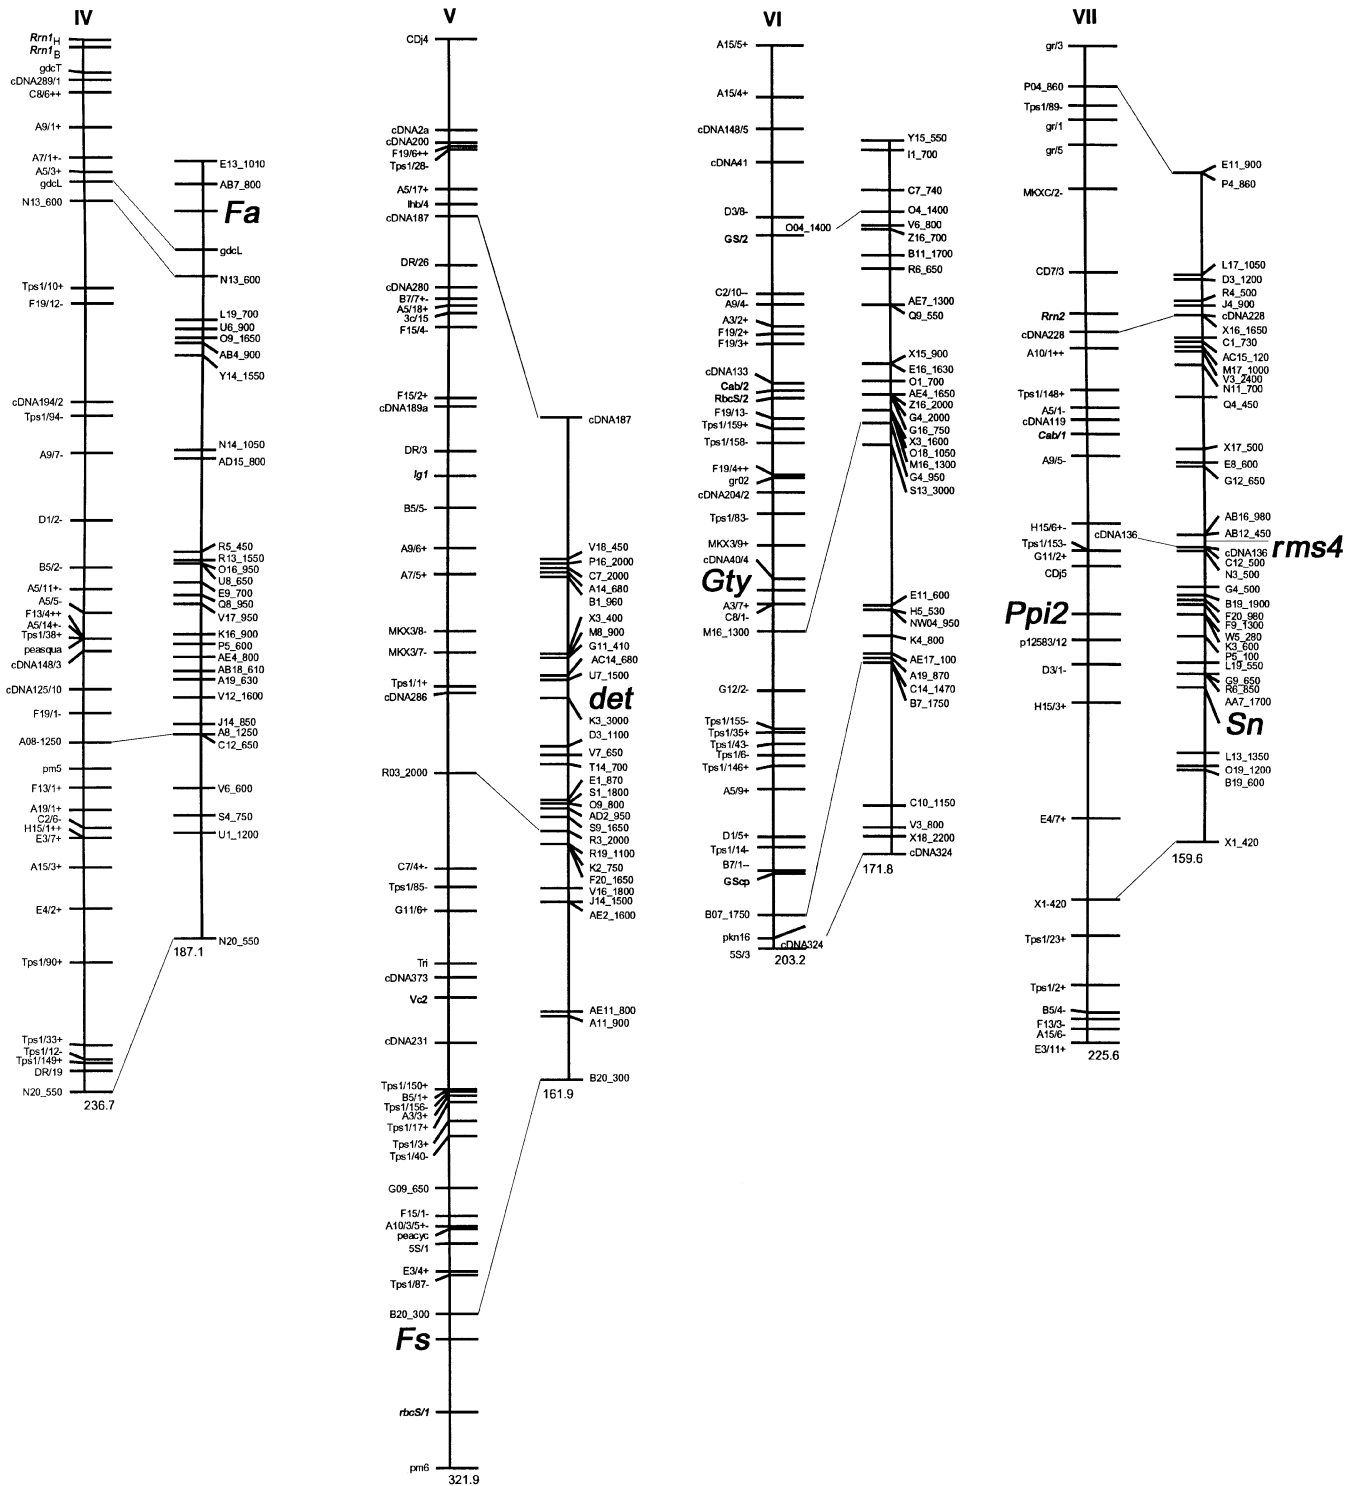 IV
Rrn1H
Rrn1B
gdcT
cDNA289/1
C8/6++
A9/1+
A7/1+-
A5/3+
gdcL
N13_600
Tps1/10+
F19/12-
cDNA194/2
Tps1/94-
A9/7-
D1/2-
B5/2-
A5/11+-
A5/5-
F13/4++
A5/14+-
Tps1/38+
peasqua
cDNA148/3
cDNA125/10
F19/1-
A08-1250
pm5
F13/1+
A19/1+
C2/6-
H15/1++
E3/7+
A15/3+
E4/2+
Tps1/90+
Tps1/33+
Tps1/12-
Tps1/149+
DR/19
N20_550
236.7
E13_1010
AB7_800
Fa
gdcL
N13_600
L19_700
U6_900
O9_1650
AB4_900
Y14_1550
N14_1050
AD15_800
R5_450
R13_1550
O16_950
U8_650
E9_700
Q8_950
V17_950
K16_900
P5_600
AE4_800
AB18_610
A19_630
V12_1600
J14_850
A8_1250
C12_650
V6_600
S4_750
U1_1200
N20_550
187.1
V
CDj4
cDNA2a
cDNA200
F19/6++
Tps1/28-
A5/17+
lhb/4
cDNA187
DR/26
cDNA280
B7/7+-
A5/18+
3c/15
F15/4-
F15/2+
cDNA189a
DR/3
lg1
B5/5-
A9/6+
A7/5+
MKX3/8-
MKX3/7-
Tps1/1+
cDNA286
R03_2000
C7/4+-
Tps1/85-
G11/6+
Tri
cDNA373
Vc2
cDNA231
Tps1/150+
B5/1+
Tps1/156-
A3/3+
Tps1/17+
Tps1/3+
Tps1/40-
G09_650
F15/1-
A10/3/5+-
peacyc
5S/1
E3/4+
Tps1/87-
B20_300
Fs
rbcS/1
pm6
321.9
cDNA187
V18_450
P16_2000
C7_2000
A14_680
B1_960
X3_400
M8_900
G11_410
AC14_680
U7_1500
det
K3_3000
D3_1100
V7_650
T14_700
E1_870
S1_1800
O9_800
AD2_950
S9_1650
R3_2000
R19_1100
K2_750
F20_1650
V16_1800
J14_1500
AE2_1600
AE11_800
A11_900
B20_300
161.9
VI
A15/5+
A15/4+
cDNA148/5
cDNA41
D3/8-
O04_1400
GS/2
C2/10--
A9/4-
A3/2+
F19/2+
F19/3+
cDNA133
Cab/2
RbcS/2
F19/13-
Tps1/159+
Tps1/158-
F19/4++
gr02
cDNA204/2
Tps1/83-
MKX3/9+
cDNA40/4
Gty
A3/7+
C8/1-
M16_1300
G12/2-
Tps1/155-
Tps1/35+
Tps1/43-
Tps1/6-
Tps1/146+
A5/9+
D1/5+
Tps1/14-
B7/1--
GScp
B07_1750
pkn16
cDNA324
5S/3
203.2
Y15_550
I1_700
C7_740
O4_1400
V6_800
Z16_700
B11_1700
R6_650
AE7_1300
Q9_550
X15_900
E16_1630
O1_700
AE4_1650
Z16_2000
G4_2000
G16_750
X3_1600
O18_1050
M16_1300
G4_950
S13_3000
E11_600
H5_530
NW04_950
K4_800
AE17_100
A19_870
C14_1470
B7_1750
C10_1150
V3_800
X18_2200
cDNA324
171.8
VII
gr/3
P04_860
Tps1/89-
gr/1
gr/5
MKXC/2-
CD7/3
Rrn2
cDNA228
A10/1++
Tps1/148+
A5/1-
cDNA119
Cab/1
A9/5-
H15/6+-
cDNA136
Tps1/153-
G11/2+
CDj5
Ppi2
p12583/12
D3/1-
H15/3+
E4/7+
X1-420
Tps1/23+
Tps1/2+
B5/4-
F13/3-
A15/6-
E3/11+
225.6
E11_900
P4_860
L17_1050
D3_1200
R4_500
J4_900
cDNA228
X16_1650
C1_730
AC15_120
M17_1000
V3_2400
N11_700
Q4_450
X17_500
E8_600
G12_650
AB16_980
AB12_450
rms4
cDNA136
C12_500
N3_500
G4_500
B19_1900
F20_980
F9_1300
W5_280
K3_600
P5_100
L19_550
G9_650
R6_850
AA7_1700
Sn
L13_1350
O19_1200
B19_600
X1_420
159.6